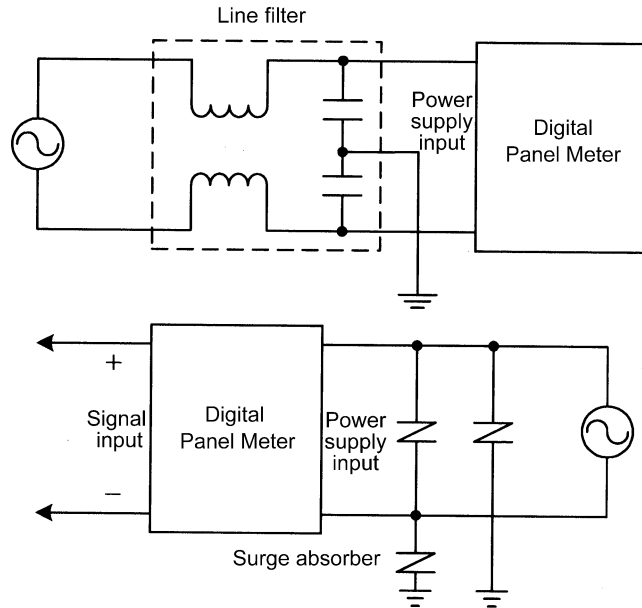 Line filter
Power
supply
input
Digital
Panel Meter
+
Signal
input
−
Digital
Panel Meter
Power
supply
input
Surge absorber